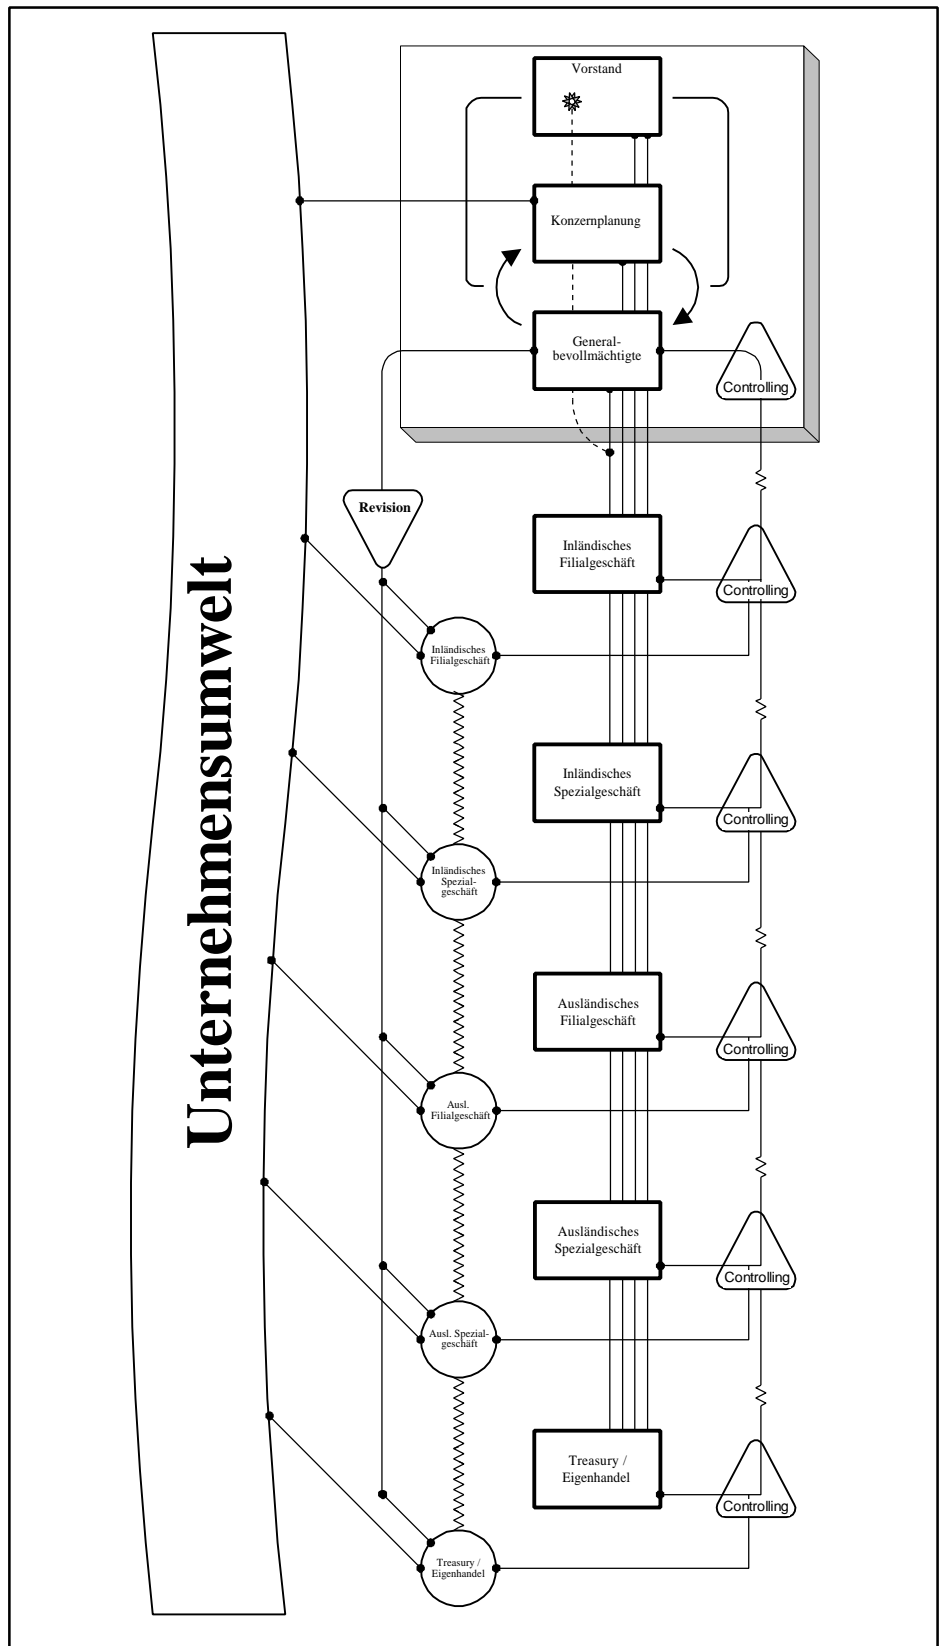 Vorstand
Konzernplanung
General-
bevollmächtigte
Controlling
Revision
Inländisches
Filialgeschäft
Controlling
Unternehmensumwelt
Inländisches
Filialgeschäft
Inländisches
Spezialgeschäft
Controlling
Inländisches
Spezial-
geschäft
Ausländisches
Filialgeschäft
Controlling
Ausl.
Filialgeschäft
Ausländisches
Spezialgeschäft
Controlling
Ausl. Spezial-
geschäft
Treasury /
Eigenhandel
Controlling
Treasury /
Eigenhandel